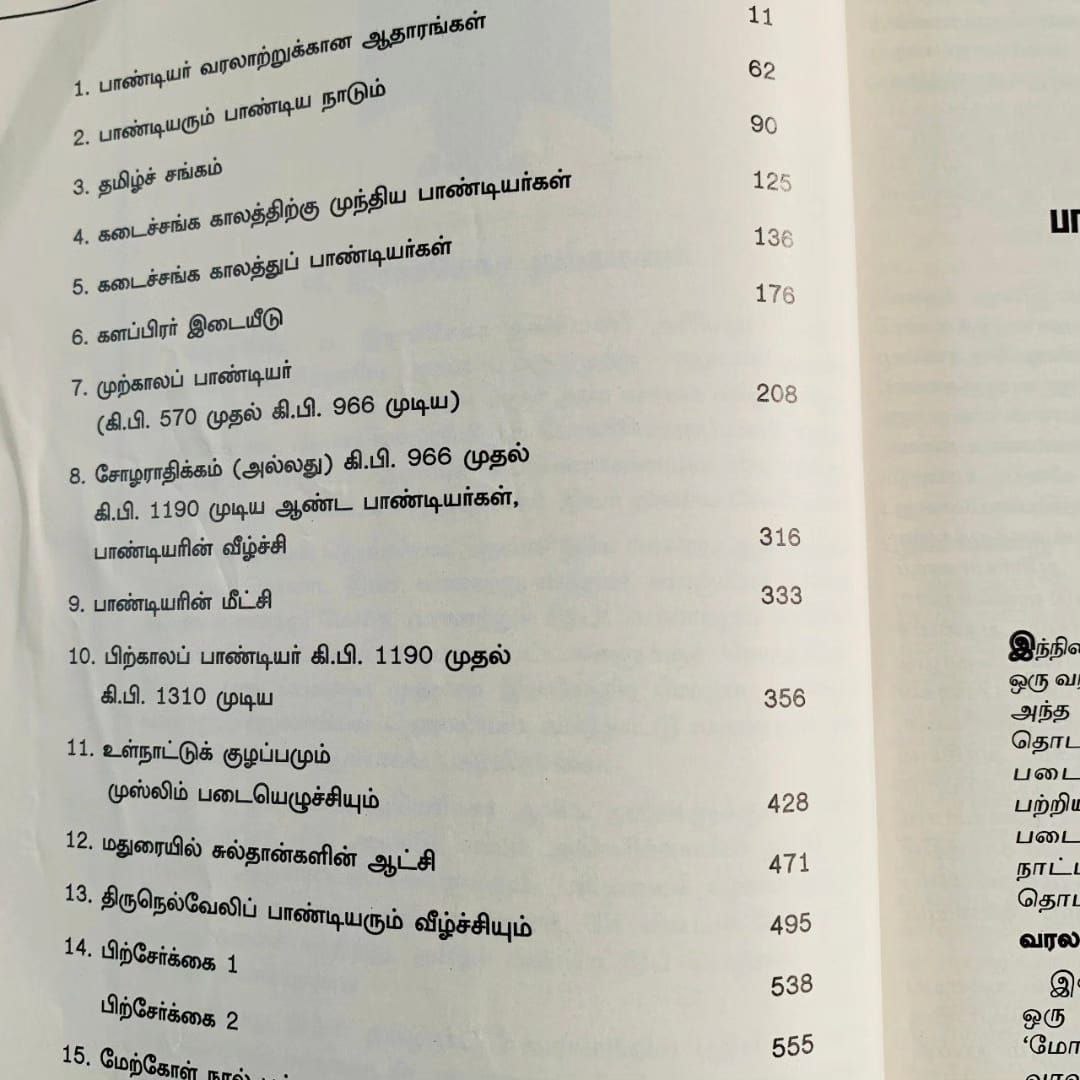 1. பாண்டியர் வரலாற்றுக்கான ஆதாரங்கள் 11
2. பாண்டியரும் பாண்டிய நாடும் 62
3. தமிழ்ச் சங்கம் 90
4. கடைச்சங்க காலத்திற்கு முந்திய பாண்டியர்கள் 125
5. கடைச்சங்க காலத்துப் பாண்டியர்கள் 136
6. களப்பிரர் இடையீடு 176
7. முற்காலப் பாண்டியர்
(கி.பி. 570 முதல் கி.பி. 966 முடிய) 208
8. சோழராதிக்கம் (அல்லது) கி.பி. 966 முதல்
கி.பி. 1190 முடிய ஆண்ட பாண்டியர்கள்,
பாண்டியரின் வீழ்ச்சி 316
9. பாண்டியரின் மீட்சி 333
10. பிற்காலப் பாண்டியர் கி.பி. 1190 முதல்
கி.பி. 1310 முடிய 356
11. உள்நாட்டுக் குழப்பமும்
முஸ்லிம் படையெழுச்சியும் 428
12. மதுரையில் சுல்தான்களின் ஆட்சி 471
13. திருநெல்வேலிப் பாண்டியரும் வீழ்ச்சியும் 495
14. பிற்சேர்க்கை 1 538
பிற்சேர்க்கை 2 555
15. மேற்கோள் நூல்
பா
ஒரு
அந்த
படை
பற்றிய
படை
ஒரு